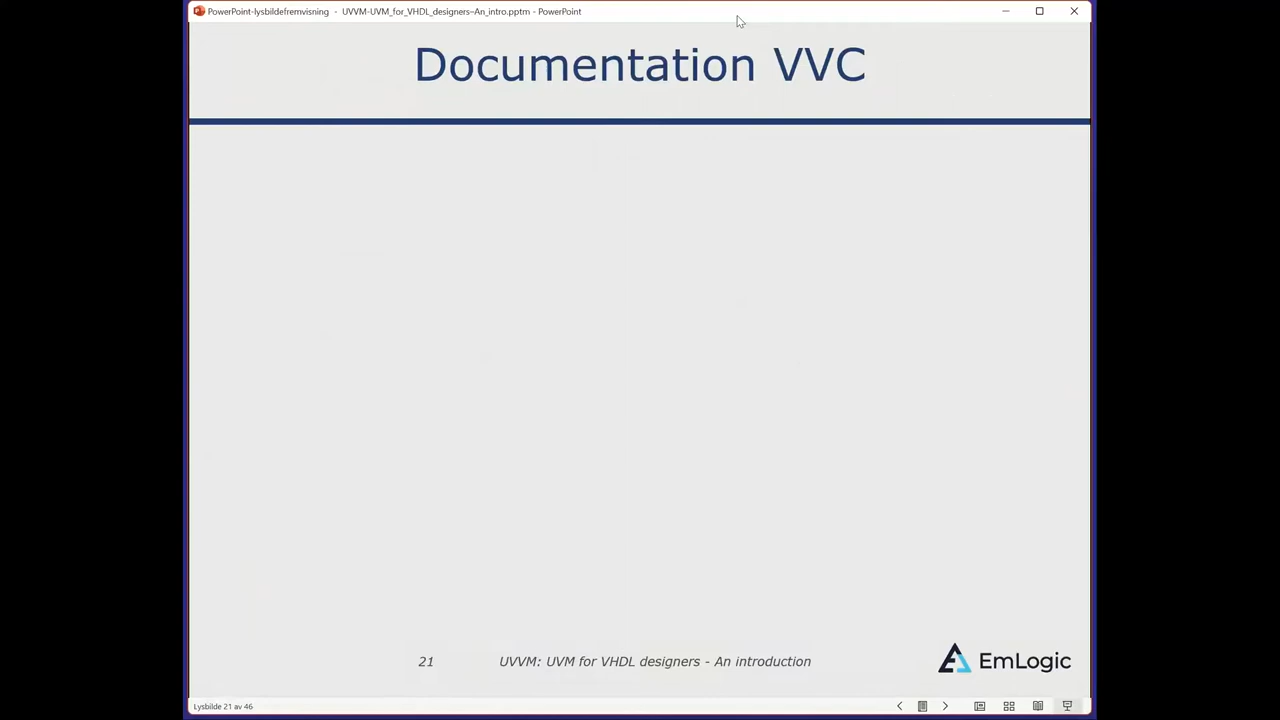 PowerPoint-lysbildefremvisning - UVVM-UVM_for_VHDL_designers–An_intro.pptm - PowerPoint
Documentation VVC
21
UVVM: UVM for VHDL designers - An introduction
EmLogic
Lysbilde 21 av 46